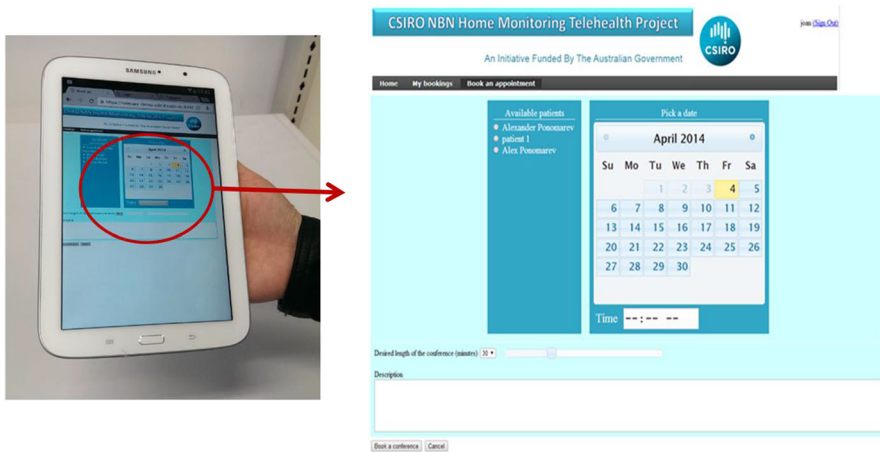 SAMSUNG
April 2014
CSIRO NBN Home Monitoring Telehealth Project
An Initiative Funded By The Australian Government
CSIRO
joan (Sign Out)
Home My bookings Book an appointment
Available patients
Alexander Ponomarev
patient 1
Alex Ponomarev
Pick a date
April 2014
Su Mo Tu We Th Fr Sa
1 2 3 4 5
6 7 8 9 10 11 12
13 14 15 16 17 18 19
20 21 22 23 24 25 26
27 28 29 30
Time --:-- --
Desired length of the conference (minutes) 30
Description
Book a conference Cancel